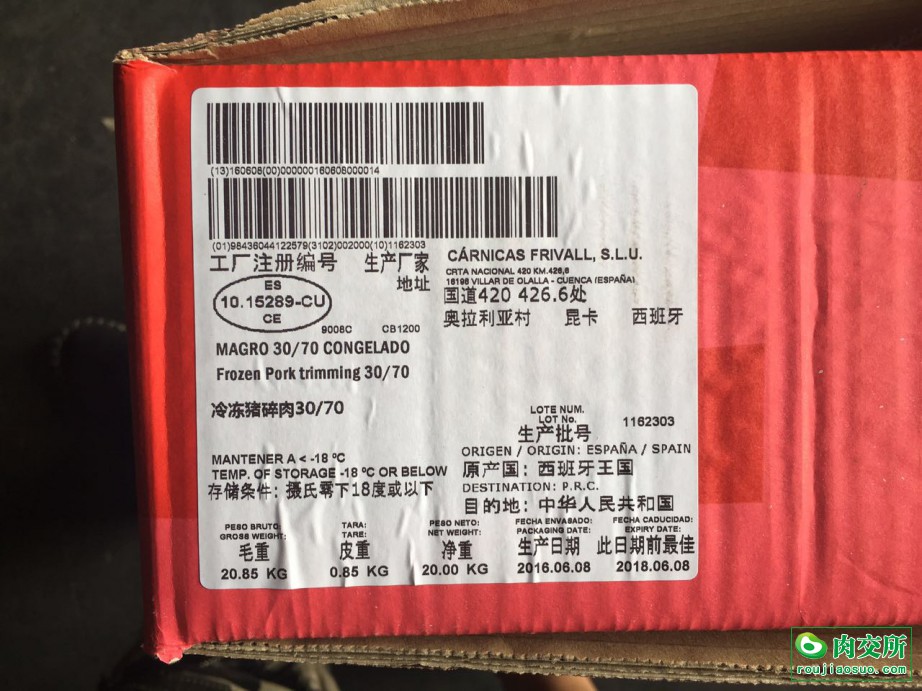 (13)160608(00)000000160608000014
(01)98436044122579(3102)002000(10)1162303
工厂注册编号 生产厂家 CÁRNICAS FRIVALL, S.L.U.
地址 CRTA NACIONAL 420 KM.426,6
16196 VILLAR DE OLALLA - CUENCA (ESPAÑA)
ES
10.15289-CU
CE
国道420 426.6处
奥拉利亚村 昆卡 西班牙
9008C CB1200
MAGRO 30/70 CONGELADO
Frozen Pork trimming 30/70
冷冻猪碎肉30/70
LOTE NUM.
LOT No. 1162303
生产批号
ORIGEN / ORIGIN: ESPAÑA / SPAIN
原产国：西班牙王国
DESTINATION: P.R.C.
目的地：中华人民共和国
MANTENER A < -18 ºC
TEMP. OF STORAGE -18 ºC OR BELOW
存储条件：摄氏零下18度或以下
PESO BRUTO: TARA: PESO NETO: FECHA ENVASADO: FECHA CADUCIDAD:
GROSS WEIGHT: TARE: NET WEIGHT: PACKAGING DATE: EXPIRY DATE:
毛重 皮重 净重 生产日期 此日期前最佳
20.85 KG 0.85 KG 20.00 KG 2016.06.08 2018.06.08
肉交所
roujiaosuo.com